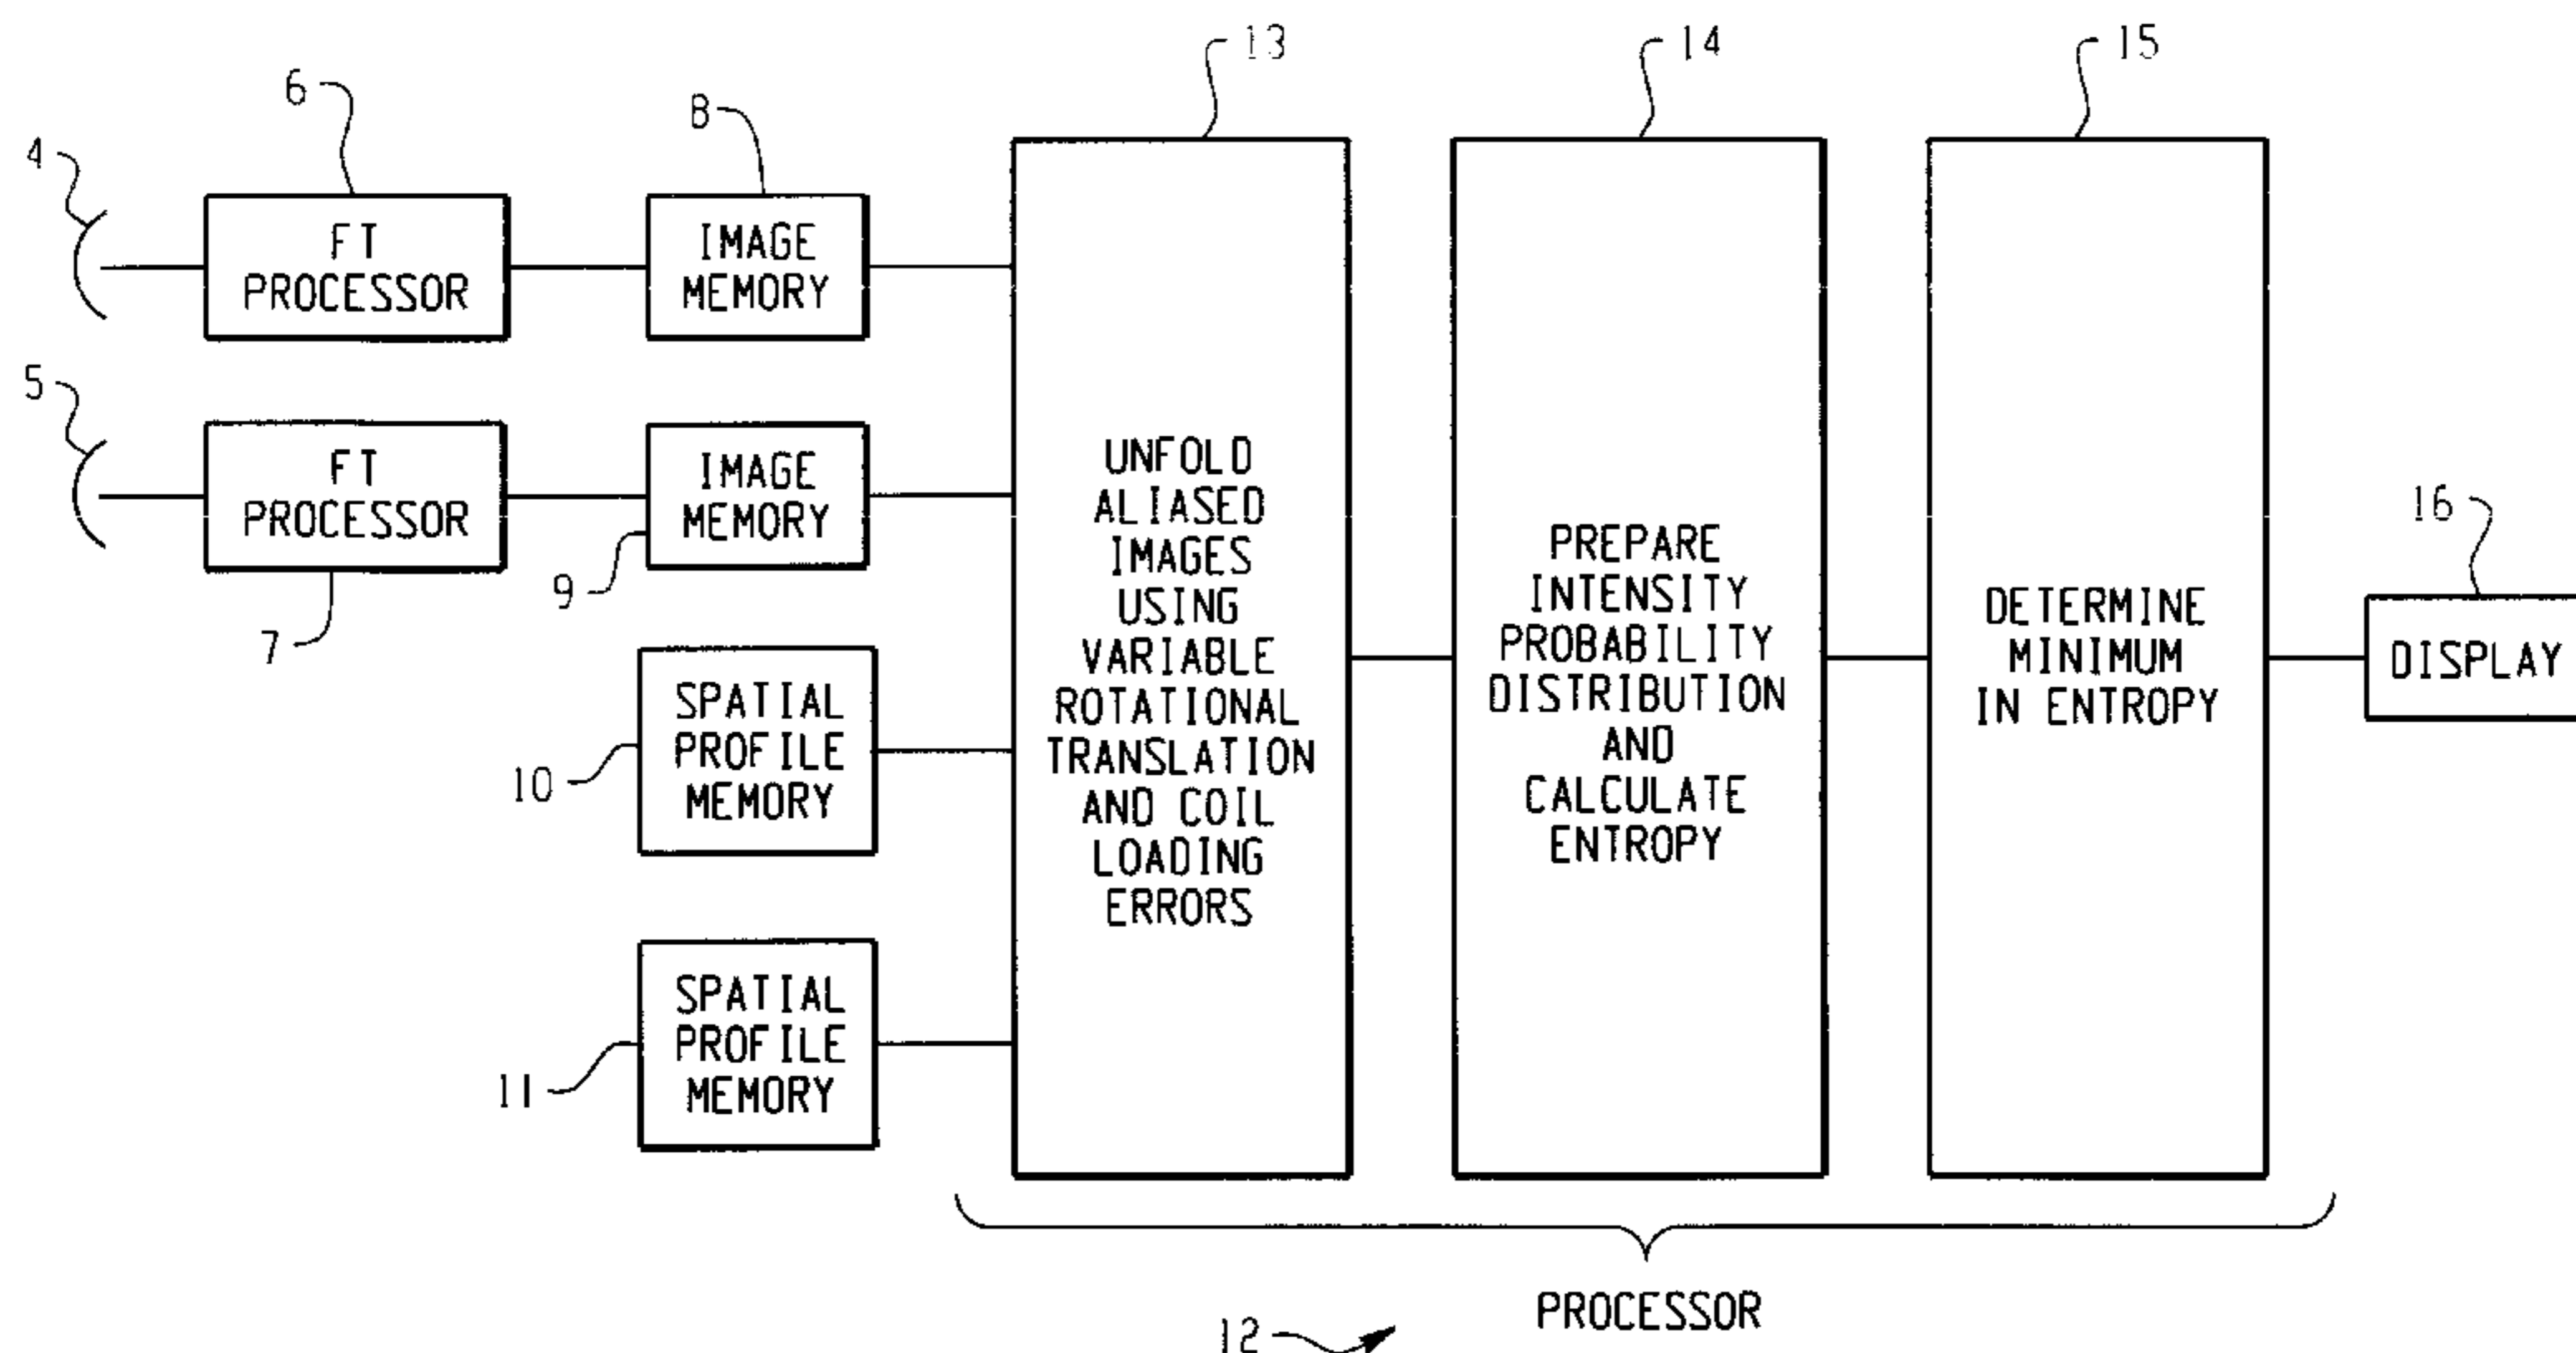 13
14
15
6
8
4
FT
PROCESSOR
IMAGE
MEMORY
5
FT
PROCESSOR
IMAGE
MEMORY
9
7
SPATIAL
PROFILE
MEMORY
10
SPATIAL
PROFILE
MEMORY
11
UNFOLD
ALIASED
IMAGES
USING
VARIABLE
ROTATIONAL
TRANSLATION
AND COIL
LOADING
ERRORS
PREPARE
INTENSITY
PROBABILITY
DISTRIBUTION
AND
CALCULATE
ENTROPY
DETERMINE
MINIMUM
IN ENTROPY
16
DISPLAY
PROCESSOR
12